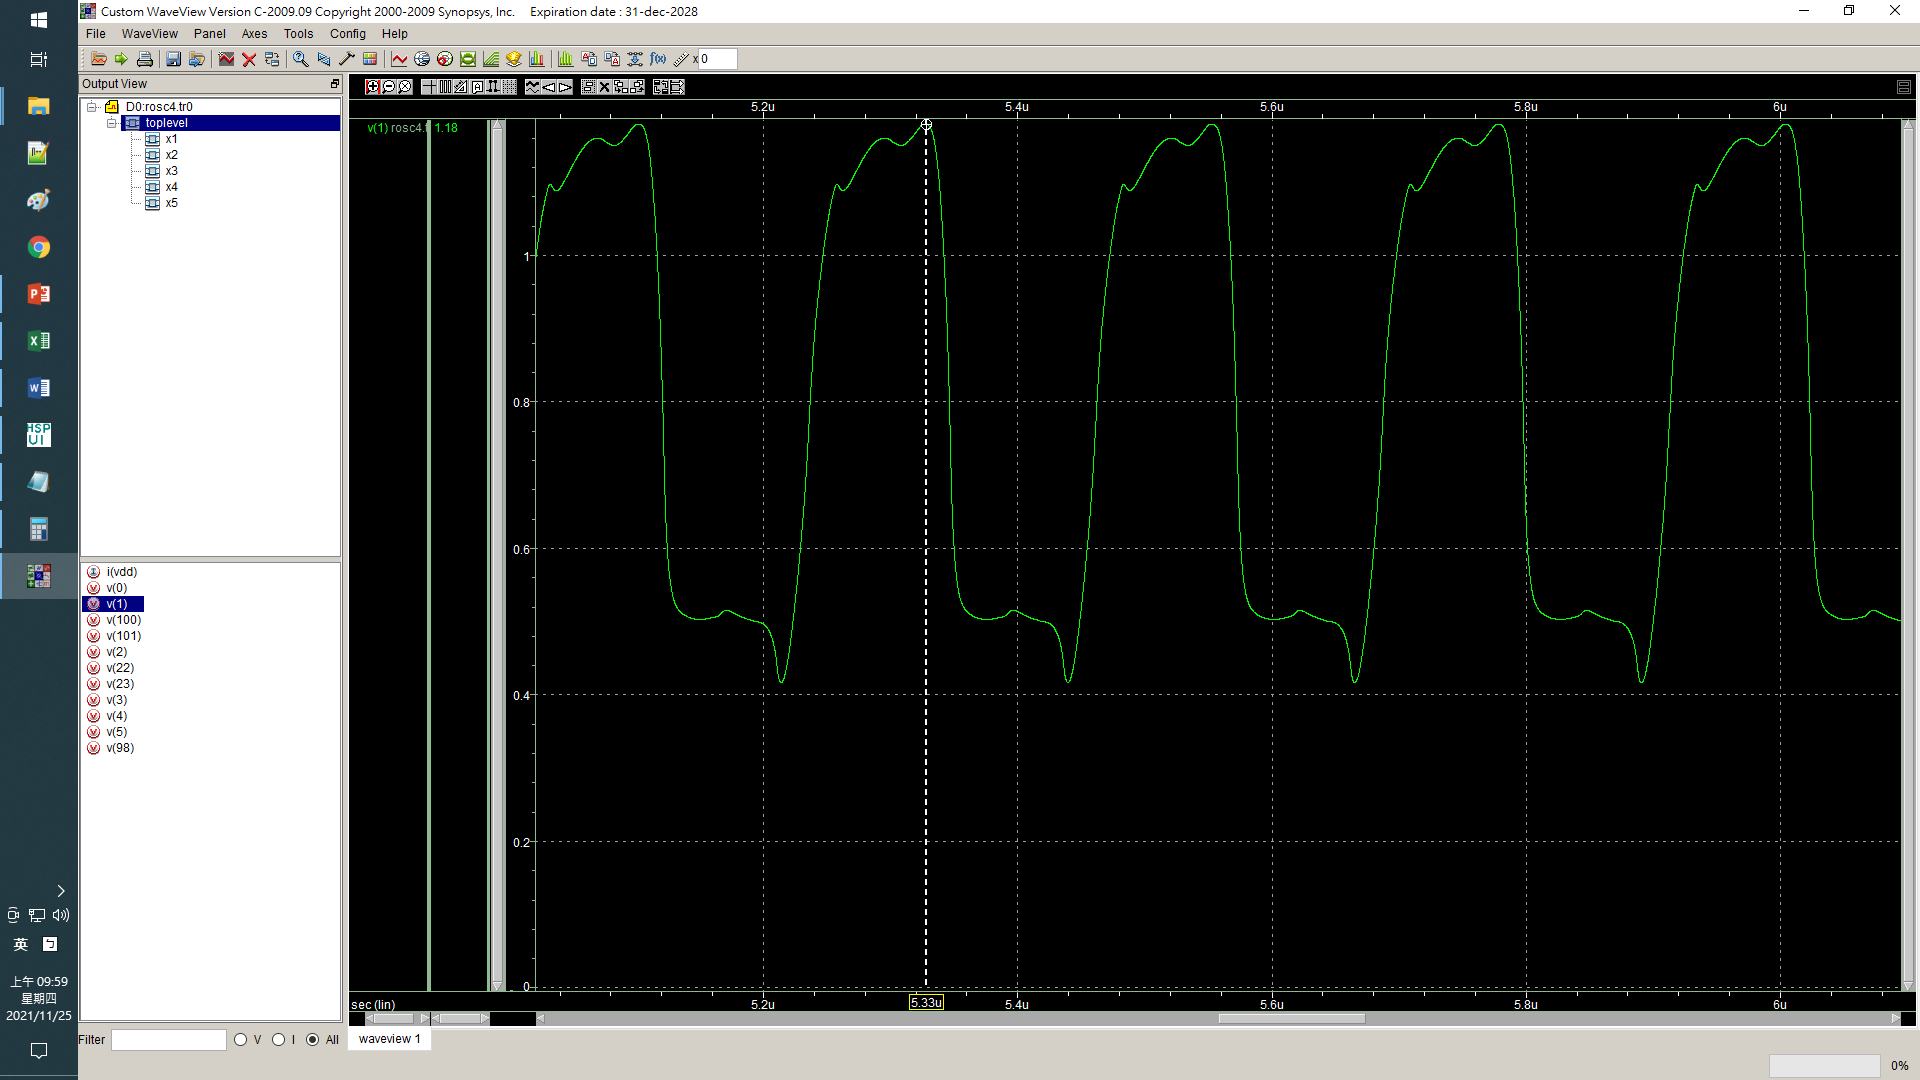 Custom WaveView Version C-2009.09 Copyright 2000-2009 Synopsys, Inc.    Expiration date : 31-dec-2028
File WaveView Panel Axes Tools Config Help
x 0
Output View
D0:rosc4.tr0
toplevel
x1
x2
x3
x4
x5
i(vdd)
v(0)
v(1)
v(100)
v(101)
v(2)
v(22)
v(23)
v(3)
v(4)
v(5)
v(98)
Filter V I All
5.2u 5.4u 5.6u 5.8u 6u
v(1) rosc4.t 1.18
1
0.8
0.6
0.4
0.2
0
sec (lin) 5.2u 5.33u 5.4u 5.6u 5.8u 6u
waveview 1
0%
HSP
UI
英 ㄅ
上午 09:59
星期四
2021/11/25